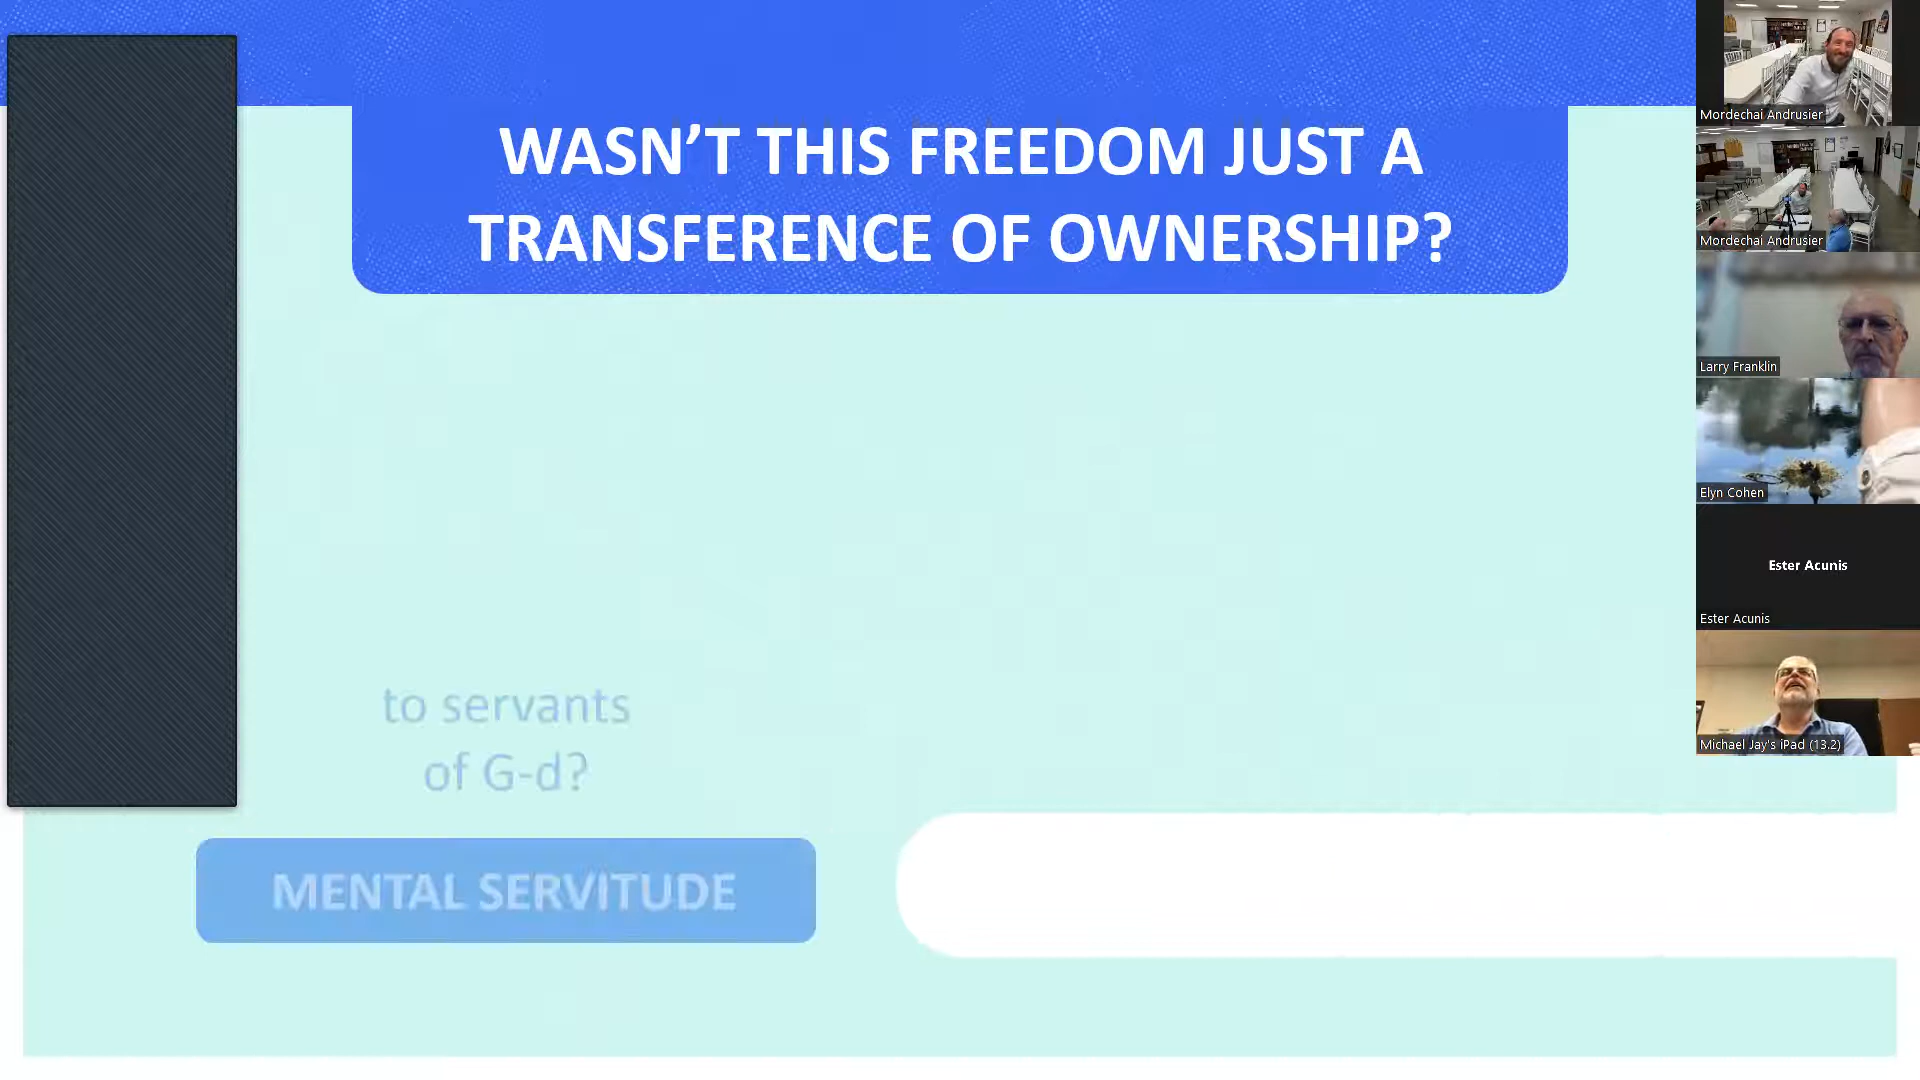 WASN’T THIS FREEDOM JUST A
TRANSFERENCE OF OWNERSHIP?
to servants
of G-d?
MENTAL SERVITUDE
Mordechai Andrusier
Mordechai Andrusier
Larry Franklin
Elyn Cohen
Ester Acunis
Ester Acunis
Michael Jay's iPad (13.2)